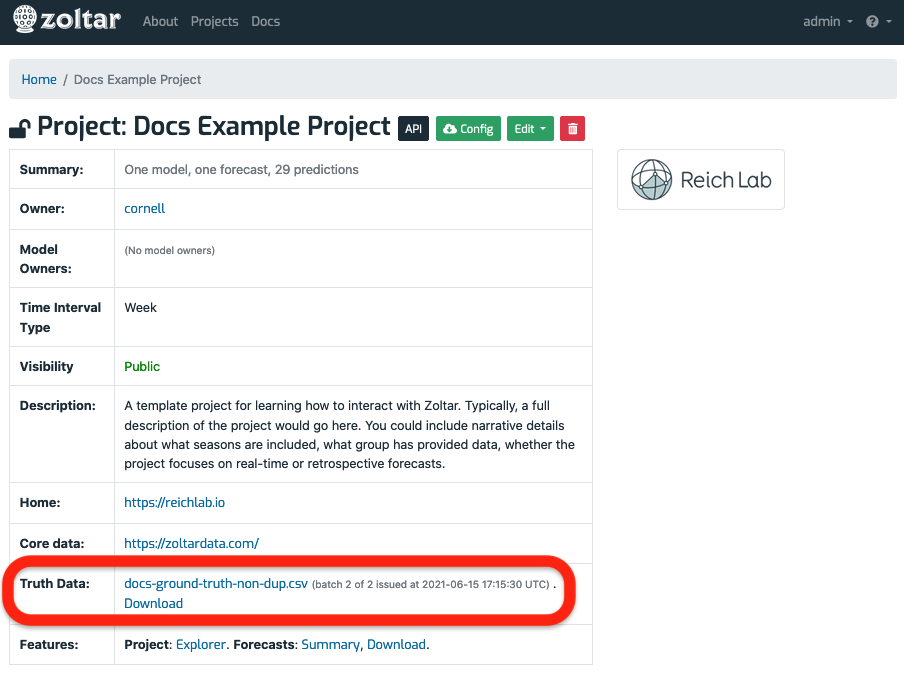 zoltar About Projects Docs admin ?
Home / Docs Example Project
Project: Docs Example Project API Config Edit
Summary: One model, one forecast, 29 predictions
Reich Lab
Owner: cornell
Model Owners: (No model owners)
Time Interval Type Week
Visibility Public
Description: A template project for learning how to interact with Zoltar. Typically, a full
description of the project would go here. You could include narrative details
about what seasons are included, what group has provided data, whether the
project focuses on real-time or retrospective forecasts.
Home: https://reichlab.io
Core data: https://zoltardata.com/
Truth Data: docs-ground-truth-non-dup.csv (batch 2 of 2 issued at 2021-06-15 17:15:30 UTC) .
Download
Features: Project: Explorer. Forecasts: Summary, Download.